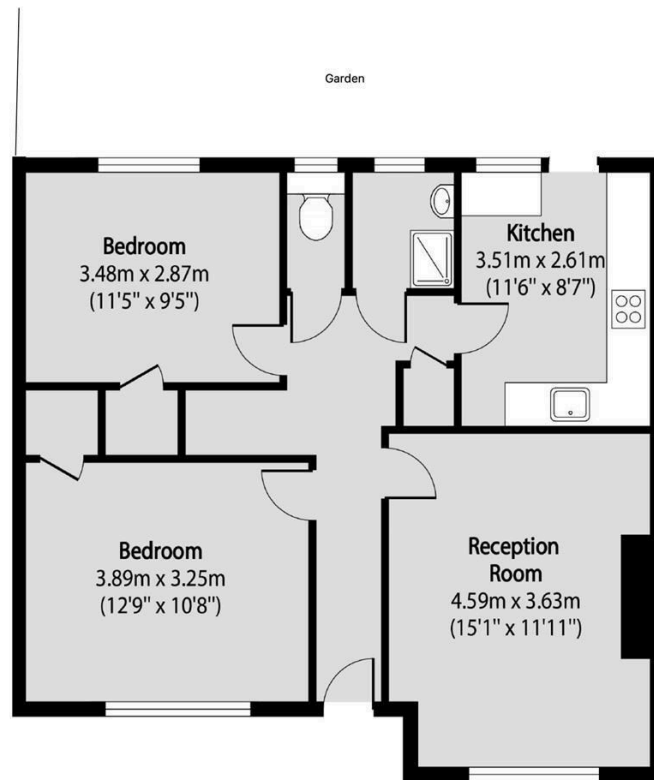 Garden
Bedroom
3.48m x 2.87m
(11'5" x 9'5")
Kitchen
3.51m x 2.61m
(11'6" x 8'7")
Bedroom
3.89m x 3.25m
(12'9" x 10'8")
Reception
Room
4.59m x 3.63m
(15'1" x 11'11")